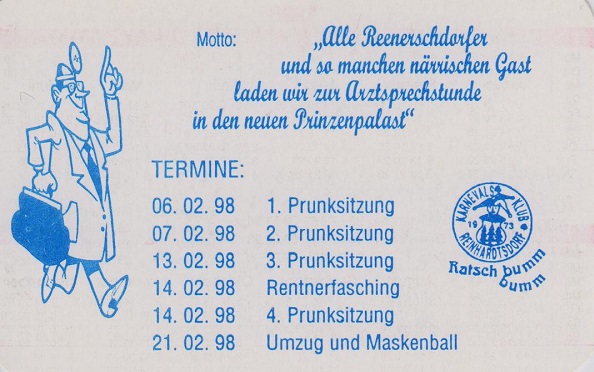 Motto: „Alle Reenerschdorfer
und so manchen närrischen Gast
laden wir zur Arztsprechstunde
in den neuen Prinzenpalast“
TERMINE:
06. 02. 98 1. Prunksitzung
07. 02. 98 2. Prunksitzung
13. 02. 98 3. Prunksitzung
14. 02. 98 Rentnerfasching
14. 02. 98 4. Prunksitzung
21. 02. 98 Umzug und Maskenball
KARNEVALS KLUB
1973
REINHARDTSDORF
Ratsch bumm
bumm